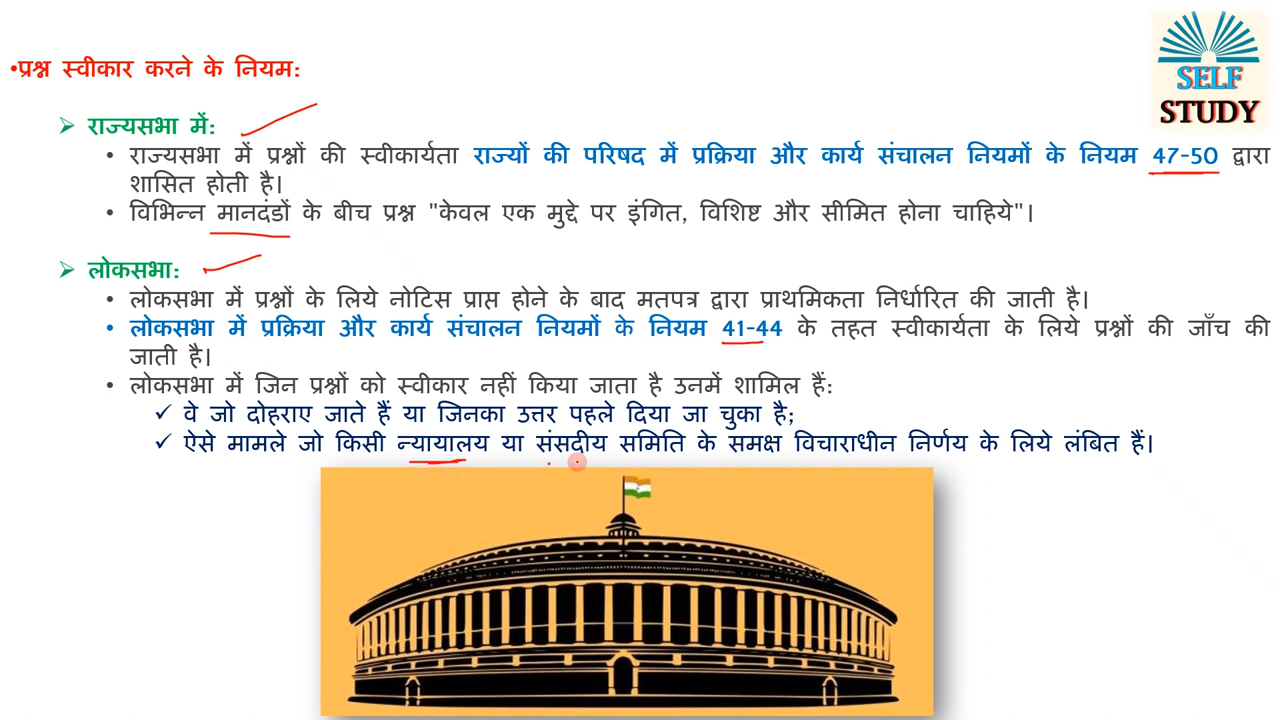 •प्रश्न स्वीकार करने के नियम:
SELF
STUDY
➢ राज्यसभा में:
• राज्यसभा में प्रश्नों की स्वीकार्यता राज्यों की परिषद में प्रक्रिया और कार्य संचालन नियमों के नियम 47-50 द्वारा
शासित होती है।
• विभिन्न मानदंडों के बीच प्रश्न "केवल एक मुद्दे पर इंगित, विशिष्ट और सीमित होना चाहिये"।
➢ लोकसभा:
• लोकसभा में प्रश्नों के लिये नोटिस प्राप्त होने के बाद मतपत्र द्वारा प्राथमिकता निर्धारित की जाती है।
• लोकसभा में प्रक्रिया और कार्य संचालन नियमों के नियम 41-44 के तहत स्वीकार्यता के लिये प्रश्नों की जाँच की
जाती है।
• लोकसभा में जिन प्रश्नों को स्वीकार नहीं किया जाता है उनमें शामिल हैं:
✓ वे जो दोहराए जाते हैं या जिनका उत्तर पहले दिया जा चुका है;
✓ ऐसे मामले जो किसी न्यायालय या संसदीय समिति के समक्ष विचाराधीन निर्णय के लिये लंबित हैं।